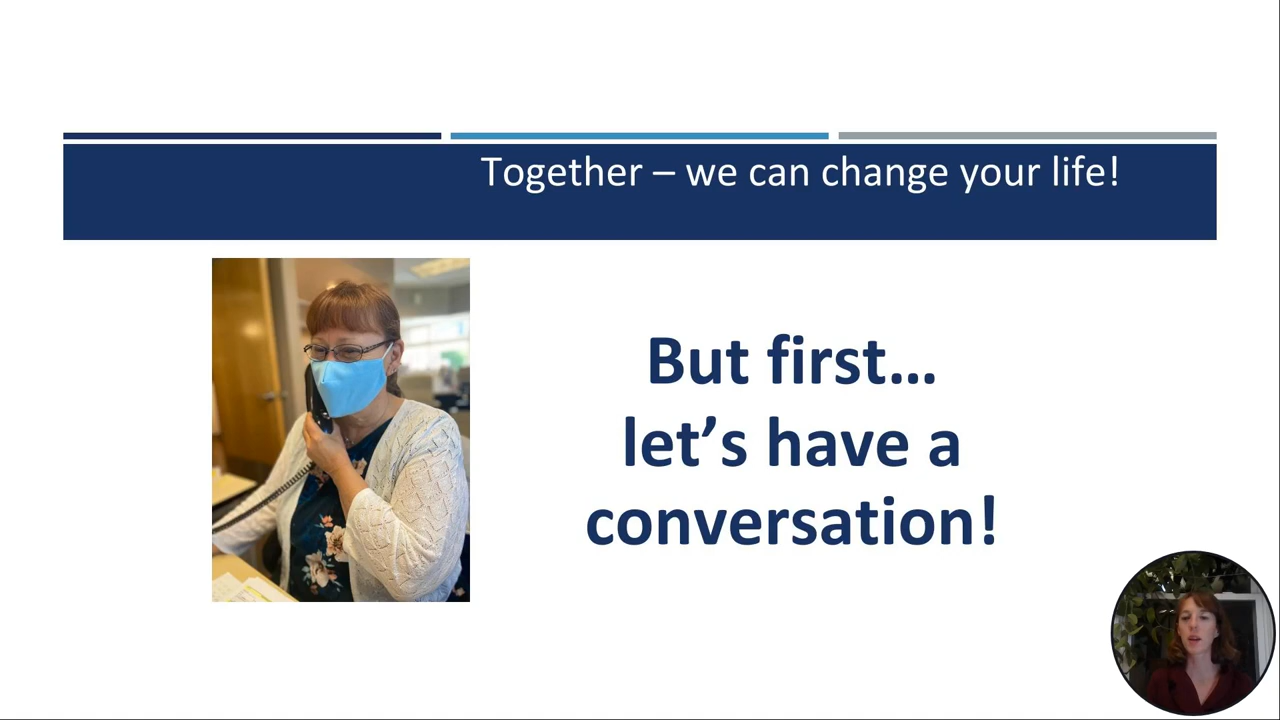 Together – we can change your life!
But first…
let’s have a
conversation!